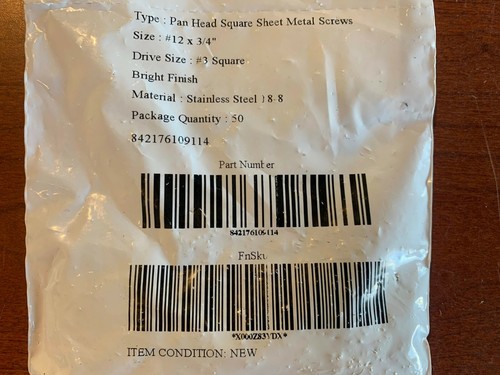 Type : Pan Head Square Sheet Metal Screws
Size : #12 x 3/4"
Drive Size : #3 Square
Bright Finish
Material : Stainless Steel 18-8
Package Quantity : 50
842176109114
Part Number
842176109114
FnSku
ITEM CONDITION: NEW